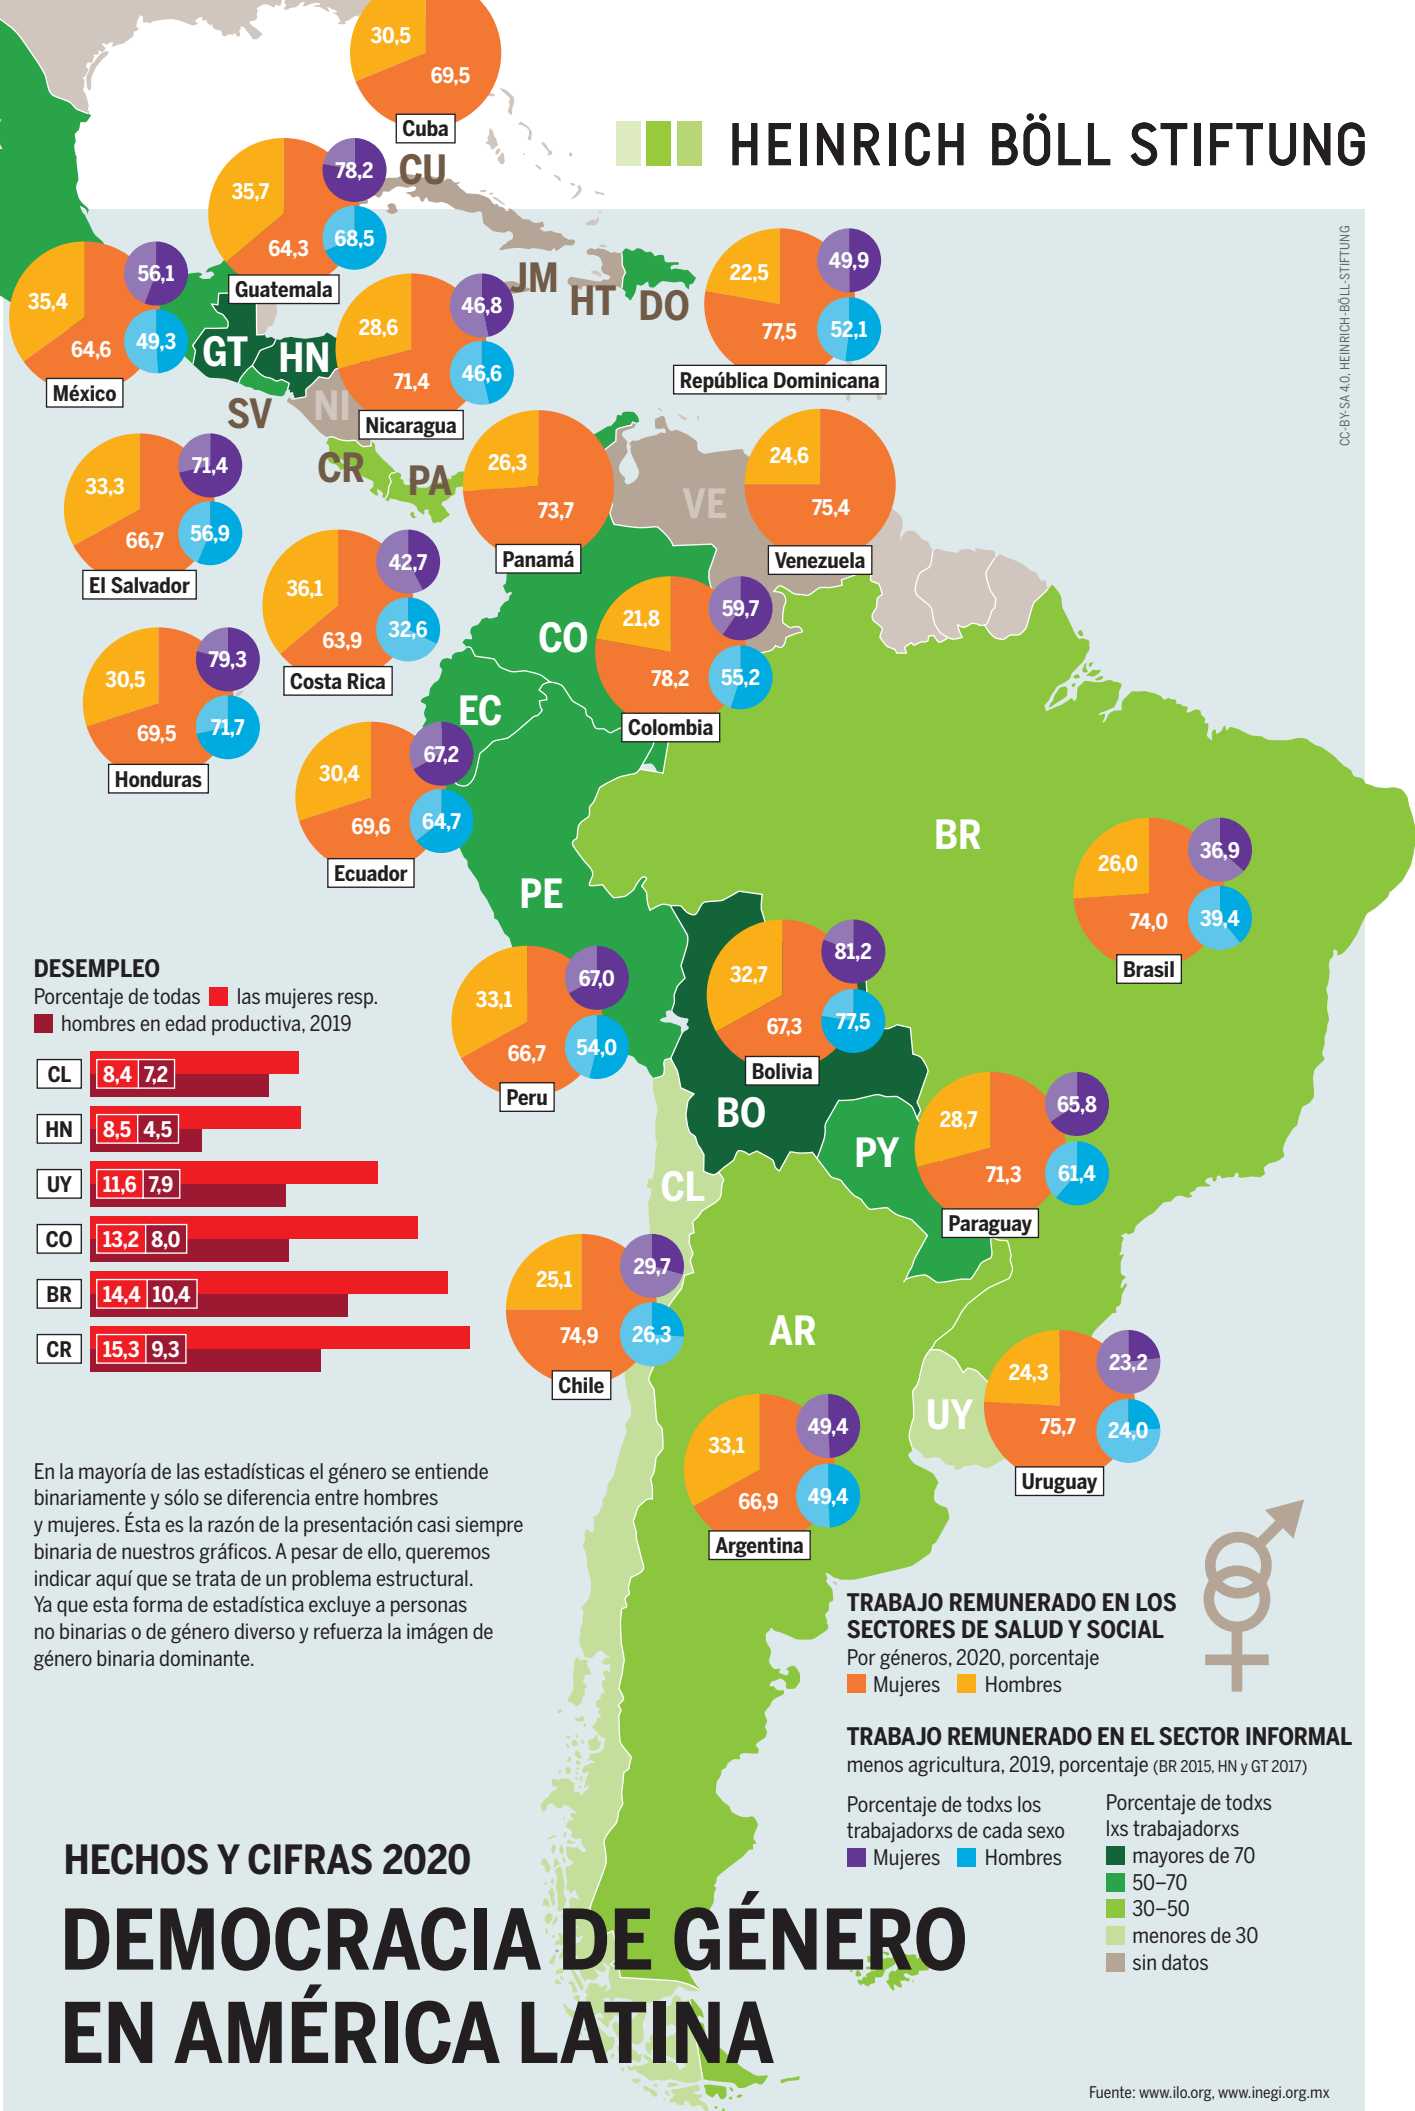 30,5
69,5
Cuba
CU
HEINRICH BÖLL STIFTUNG
CC-BY-SA 4.0, HEINRICH-BÖLL-STIFTUNG
35,7
64,3
78,2
68,5
Guatemala
35,4
64,6
56,1
49,3
México
GT
HN
SV
NI
CR
PA
JM
HT
DO
28,6
71,4
46,8
46,6
Nicaragua
22,5
77,5
49,9
52,1
República Dominicana
33,3
66,7
71,4
56,9
El Salvador
26,3
73,7
Panamá
VE
24,6
75,4
Venezuela
36,1
63,9
42,7
32,6
Costa Rica
CO
21,8
78,2
59,7
55,2
Colombia
30,5
69,5
79,3
71,7
Honduras
EC
30,4
69,6
67,2
64,7
Ecuador
BR
26,0
74,0
36,9
39,4
Brasil
PE
33,1
66,7
67,0
54,0
Peru
32,7
67,3
81,2
77,5
Bolivia
BO
PY
28,7
71,3
65,8
61,4
Paraguay
CL
25,1
74,9
29,7
26,3
Chile
AR
33,1
66,9
49,4
49,4
Argentina
UY
24,3
75,7
23,2
24,0
Uruguay
DESEMPLEO
Porcentaje de todas las mujeres resp.
hombres en edad productiva, 2019
CL 8,4 7,2
HN 8,5 4,5
UY 11,6 7,9
CO 13,2 8,0
BR 14,4 10,4
CR 15,3 9,3
En la mayoría de las estadísticas el género se entiende
binariamente y sólo se diferencia entre hombres
y mujeres. Ésta es la razón de la presentación casi siempre
binaria de nuestros gráficos. A pesar de ello, queremos
indicar aquí que se trata de un problema estructural.
Ya que esta forma de estadística excluye a personas
no binarias o de género diverso y refuerza la imágen de
género binaria dominante.
TRABAJO REMUNERADO EN LOS
SECTORES DE SALUD Y SOCIAL
Por géneros, 2020, porcentaje
Mujeres Hombres
TRABAJO REMUNERADO EN EL SECTOR INFORMAL
menos agricultura, 2019, porcentaje (BR 2015, HN y GT 2017)
Porcentaje de todxs los
trabajadorxs de cada sexo
Mujeres Hombres
Porcentaje de todxs
lxs trabajadorxs
mayores de 70
50–70
30–50
menores de 30
sin datos
HECHOS Y CIFRAS 2020
DEMOCRACIA DE GÉNERO
EN AMÉRICA LATINA
Fuente: www.ilo.org, www.inegi.org.mx